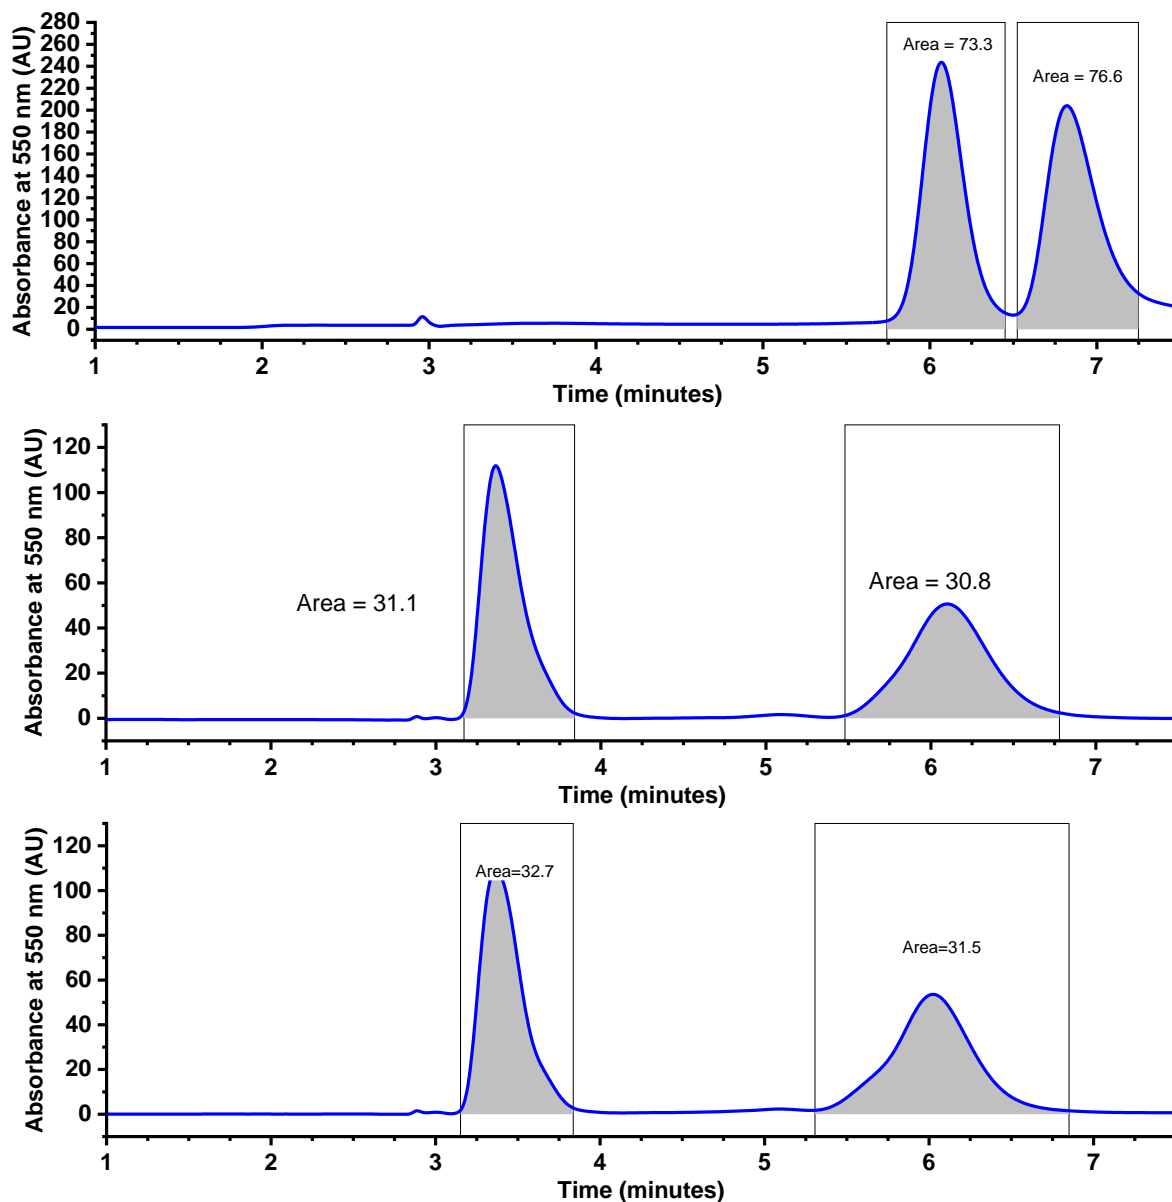 Absorbance at 550 nm (AU)
280
260
240
220
200
180
160
140
120
100
80
60
40
20
0
Area = 73.3
Area = 76.6
1 2 3 4 5 6 7
Time (minutes)
Absorbance at 550 nm (AU)
120
100
80
60
40
20
0
Area = 31.1
Area = 30.8
1 2 3 4 5 6 7
Time (minutes)
Absorbance at 550 nm (AU)
120
100
80
60
40
20
0
Area=32.7
Area=31.5
1 2 3 4 5 6 7
Time (minutes)